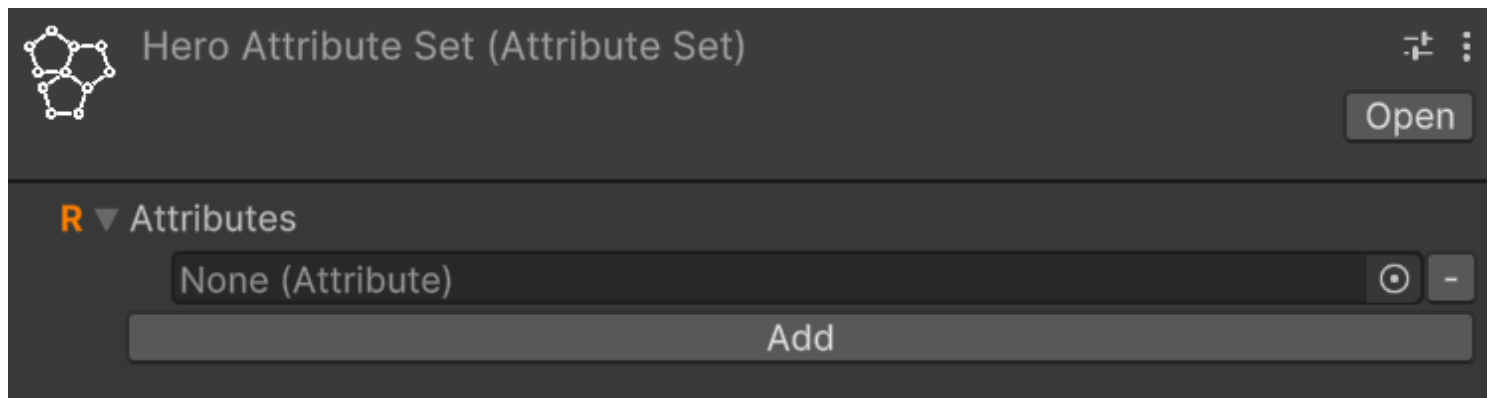 Hero Attribute Set (Attribute Set)
Open
R Attributes
None (Attribute)
-
Add